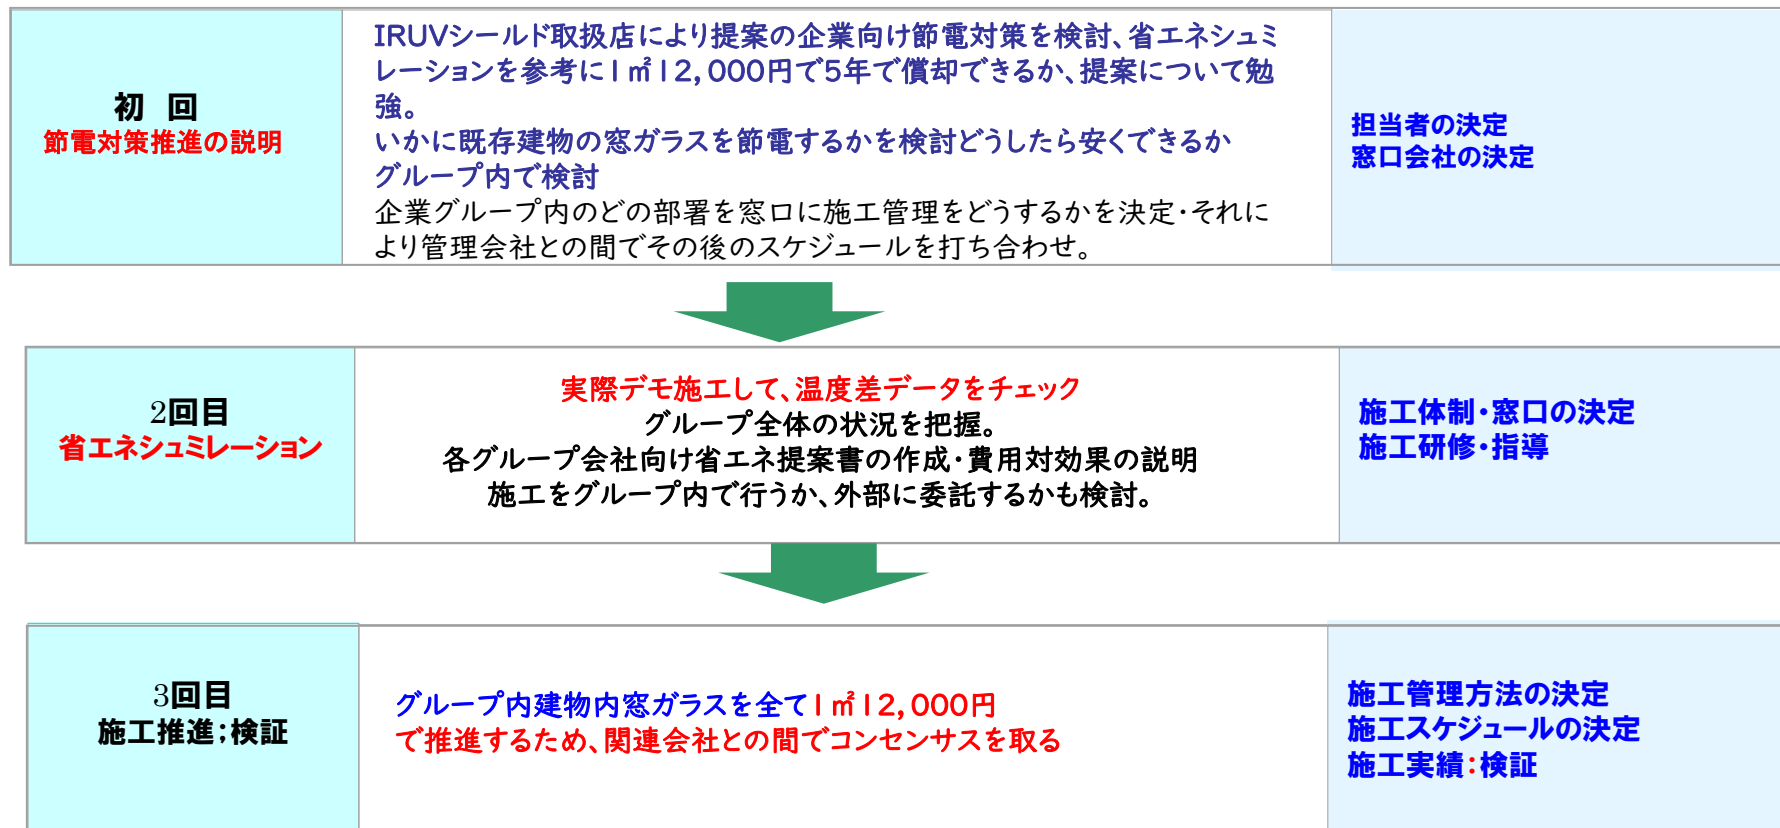 初 回
節電対策推進の説明
IRUVシールド取扱店により提案の企業向け節電対策を検討、省エネシュミ
レーションを参考に1㎡12,000円で5年で償却できるか、提案について勉
強。
いかに既存建物の窓ガラスを節電するかを検討どうしたら安くできるか
グループ内で検討
企業グループ内のどの部署を窓口に施工管理をどうするかを決定・それに
より管理会社との間でその後のスケジュールを打ち合わせ。
担当者の決定
窓口会社の決定
2回目
省エネシュミレーション
実際デモ施工して、温度差データをチェック
グループ全体の状況を把握。
各グループ会社向け省エネ提案書の作成・費用対効果の説明
施工をグループ内で行うか、外部に委託するかも検討。
施工体制・窓口の決定
施工研修・指導
3回目
施工推進;検証
グループ内建物内窓ガラスを全て1㎡12,000円
で推進するため、関連会社との間でコンセンサスを取る
施工管理方法の決定
施工スケジュールの決定
施工実績:検証